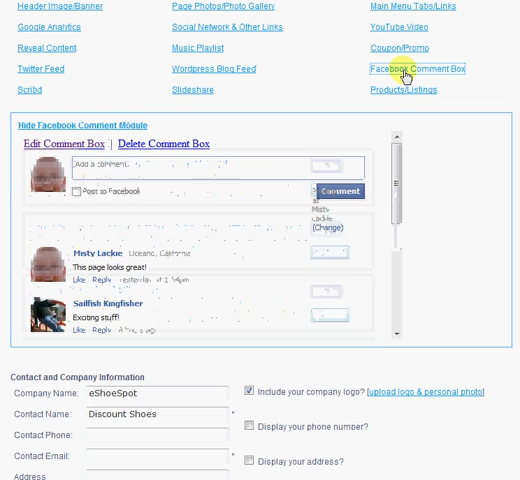 Header Image/Banner Page Photos/Photo Gallery Main Menu Tabs/Links
Google Analytics Social Network & Other Links YouTube Video
Reveal Content Music Playlist Coupon/Promo
Twitter Feed Wordpress Blog Feed Facebook Comment Box
Scribd Slideshare Products/Listings
Hide Facebook Comment Module
Edit Comment Box | Delete Comment Box
Add a comment...
Post to Facebook Comment
Misty
Lackie
(Change)
Misty Lackie Oceano, California
This page looks great!
Like Reply Yesterday at
Sailfish Kingfisher
Exciting stuff!
Like Reply
Contact and Company Information
Company Name: eShoeSpot Include your company logo? [upload logo & personal photo]
Contact Name: Discount Shoes * Display your phone number?
Contact Phone:
Contact Email: * Display your address?
Address